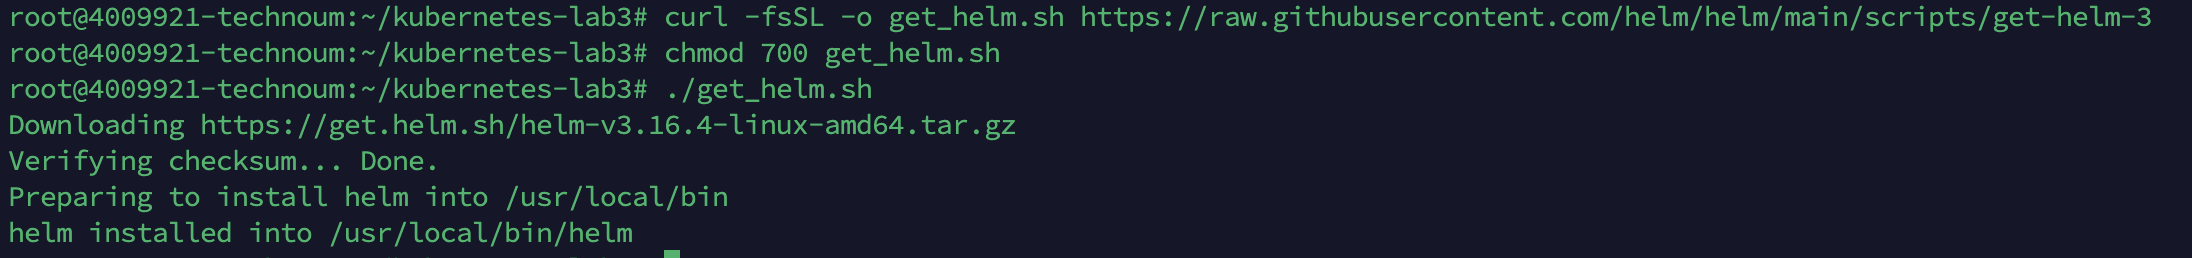 root@4009921-technoum:~/kubernetes-lab3# curl -fsSL -o get_helm.sh https://raw.githubusercontent.com/helm/helm/main/scripts/get-helm-3
root@4009921-technoum:~/kubernetes-lab3# chmod 700 get_helm.sh
root@4009921-technoum:~/kubernetes-lab3# ./get_helm.sh
Downloading https://get.helm.sh/helm-v3.16.4-linux-amd64.tar.gz
Verifying checksum... Done.
Preparing to install helm into /usr/local/bin
helm installed into /usr/local/bin/helm